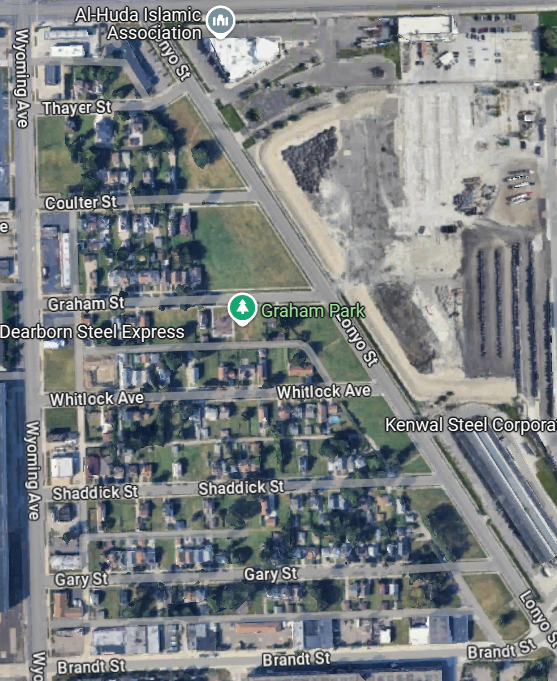 Al-Huda Islamic
Association
Lonyo St
Wyoming Ave
Thayer St
Coulter St
e
Graham St
Graham Park
Dearborn Steel Express
Lonyo St
Whitlock Ave
Whitlock Ave
Kenwal Steel Corporat
Wyoming Ave
Shaddick St
Shaddick St
Gary St
Gary St
Lonyo S
Brandt St
Brandt St
Brandt St
Wyo